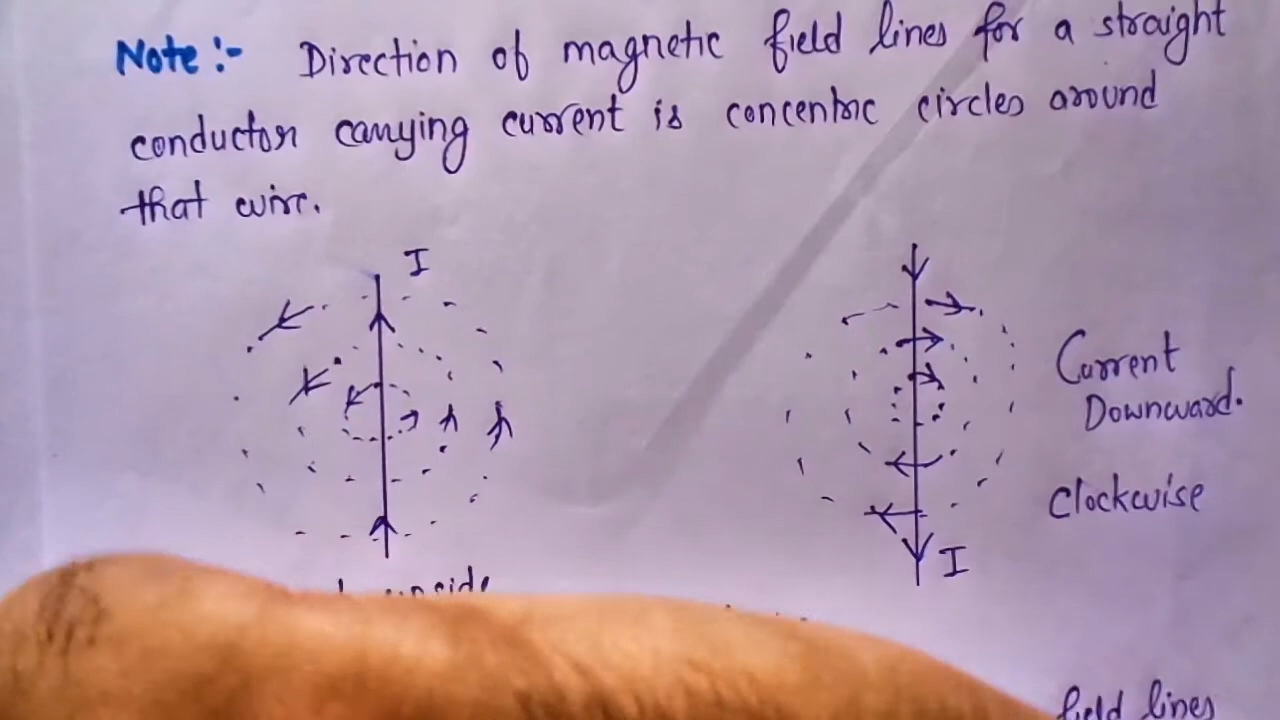 Note :- Direction of magnetic field lines for a straight
conductor carrying current is concentric circles around
that wire.
I
Current
Downward.
Clockwise
I
field lines